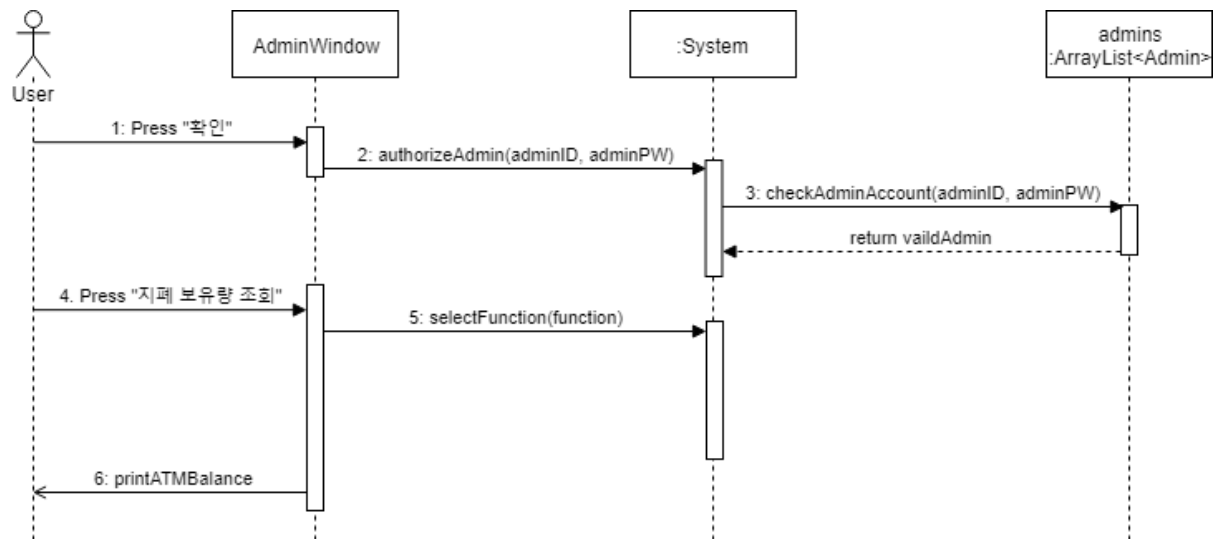 User
AdminWindow
:System
admins
:ArrayList<Admin>
1: Press "확인"
2: authorizeAdmin(adminID, adminPW)
3: checkAdminAccount(adminID, adminPW)
return vaildAdmin
4. Press "지폐 보유량 조회"
5: selectFunction(function)
6: printATMBalance